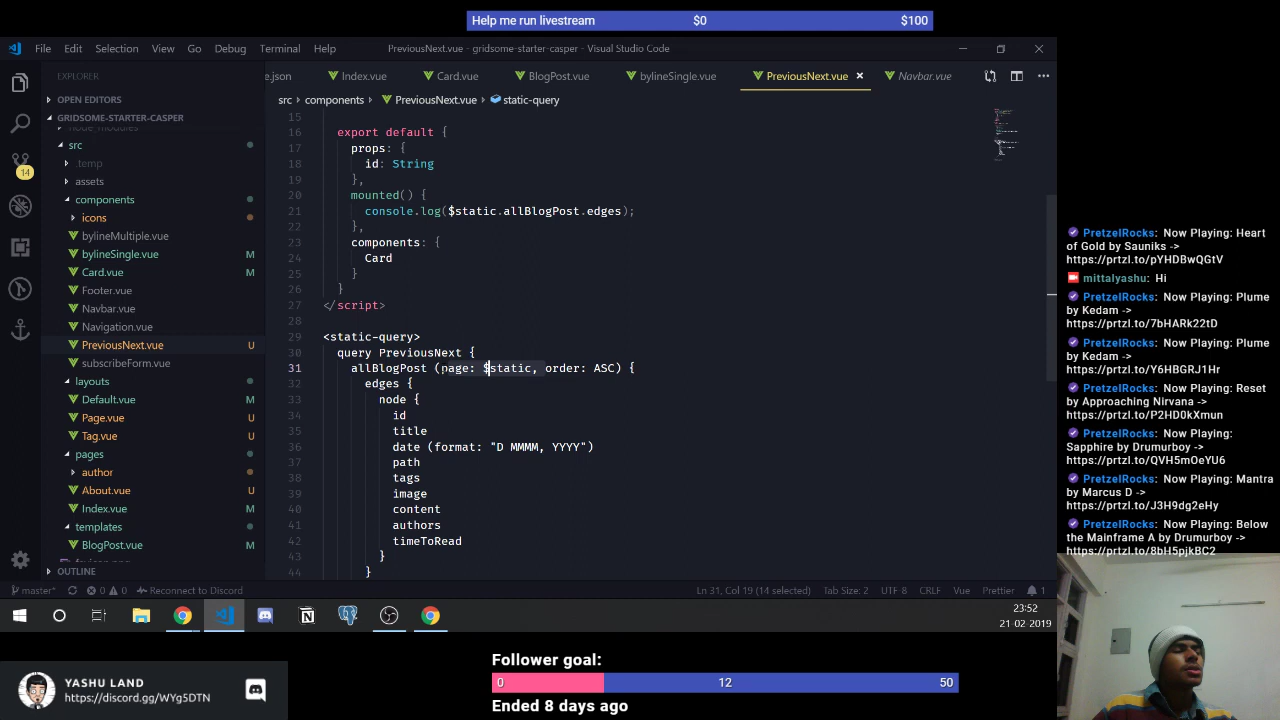 Help me run livestream $0 $100
File Edit Selection View Go Debug Terminal Help PreviousNext.vue - gridsome-starter-casper - Visual Studio Code
EXPLORER
OPEN EDITORS
GRIDSOME-STARTER-CASPER
node_modules
src
.temp
assets
components
icons
bylineMultiple.vue
bylineSingle.vue M
Card.vue M
Footer.vue
Navbar.vue
Navigation.vue
PreviousNext.vue U
subscribeForm.vue
layouts
Default.vue M
Page.vue U
Tag.vue U
pages
author
About.vue U
Index.vue M
templates
BlogPost.vue M
OUTLINE
14
e.json Index.vue Card.vue BlogPost.vue bylineSingle.vue PreviousNext.vue × Navbar.vue
src › components › PreviousNext.vue › static-query
15
16 export default {
17 props: {
18 id: String
19 },
20 mounted() {
21 console.log($static.allBlogPost.edges);
22 },
23 components: {
24 Card
25 }
26 }
27 </script>
28
29 <static-query>
30 query PreviousNext {
31 allBlogPost (page: $static, order: ASC) {
32 edges {
33 node {
34 id
35 title
36 date (format: "D MMMM, YYYY")
37 path
38 tags
39 image
40 content
41 authors
42 timeToRead
43 }
44 }
master* 0 0 Reconnect to Discord Ln 31, Col 19 (14 selected) Tab Size: 2 UTF-8 CRLF Vue Prettier 1
23:52
21-02-2019
PretzelRocks: Now Playing: Heart
of Gold by Sauniks ->
https://prtzl.to/pYHDBwQGtV
mittalyashu: Hi
PretzelRocks: Now Playing: Plume
by Kedam ->
https://prtzl.to/7bHARk22tD
PretzelRocks: Now Playing: Plume
by Kedam ->
https://prtzl.to/Y6HBGRJ1Hr
PretzelRocks: Now Playing: Reset
by Approaching Nirvana ->
https://prtzl.to/P2HD0kXmun
PretzelRocks: Now Playing:
Sapphire by Drumurboy ->
https://prtzl.to/QVH5mOeYU6
PretzelRocks: Now Playing: Mantra
by Marcus D ->
https://prtzl.to/J3H9dg2eHy
PretzelRocks: Now Playing: Below
the Mainframe A by Drumurboy ->
https://prtzl.to/8bH5pjkBC2
YASHU LAND
https://discord.gg/WYg5DTN
Follower goal:
0 12 50
Ended 8 days ago